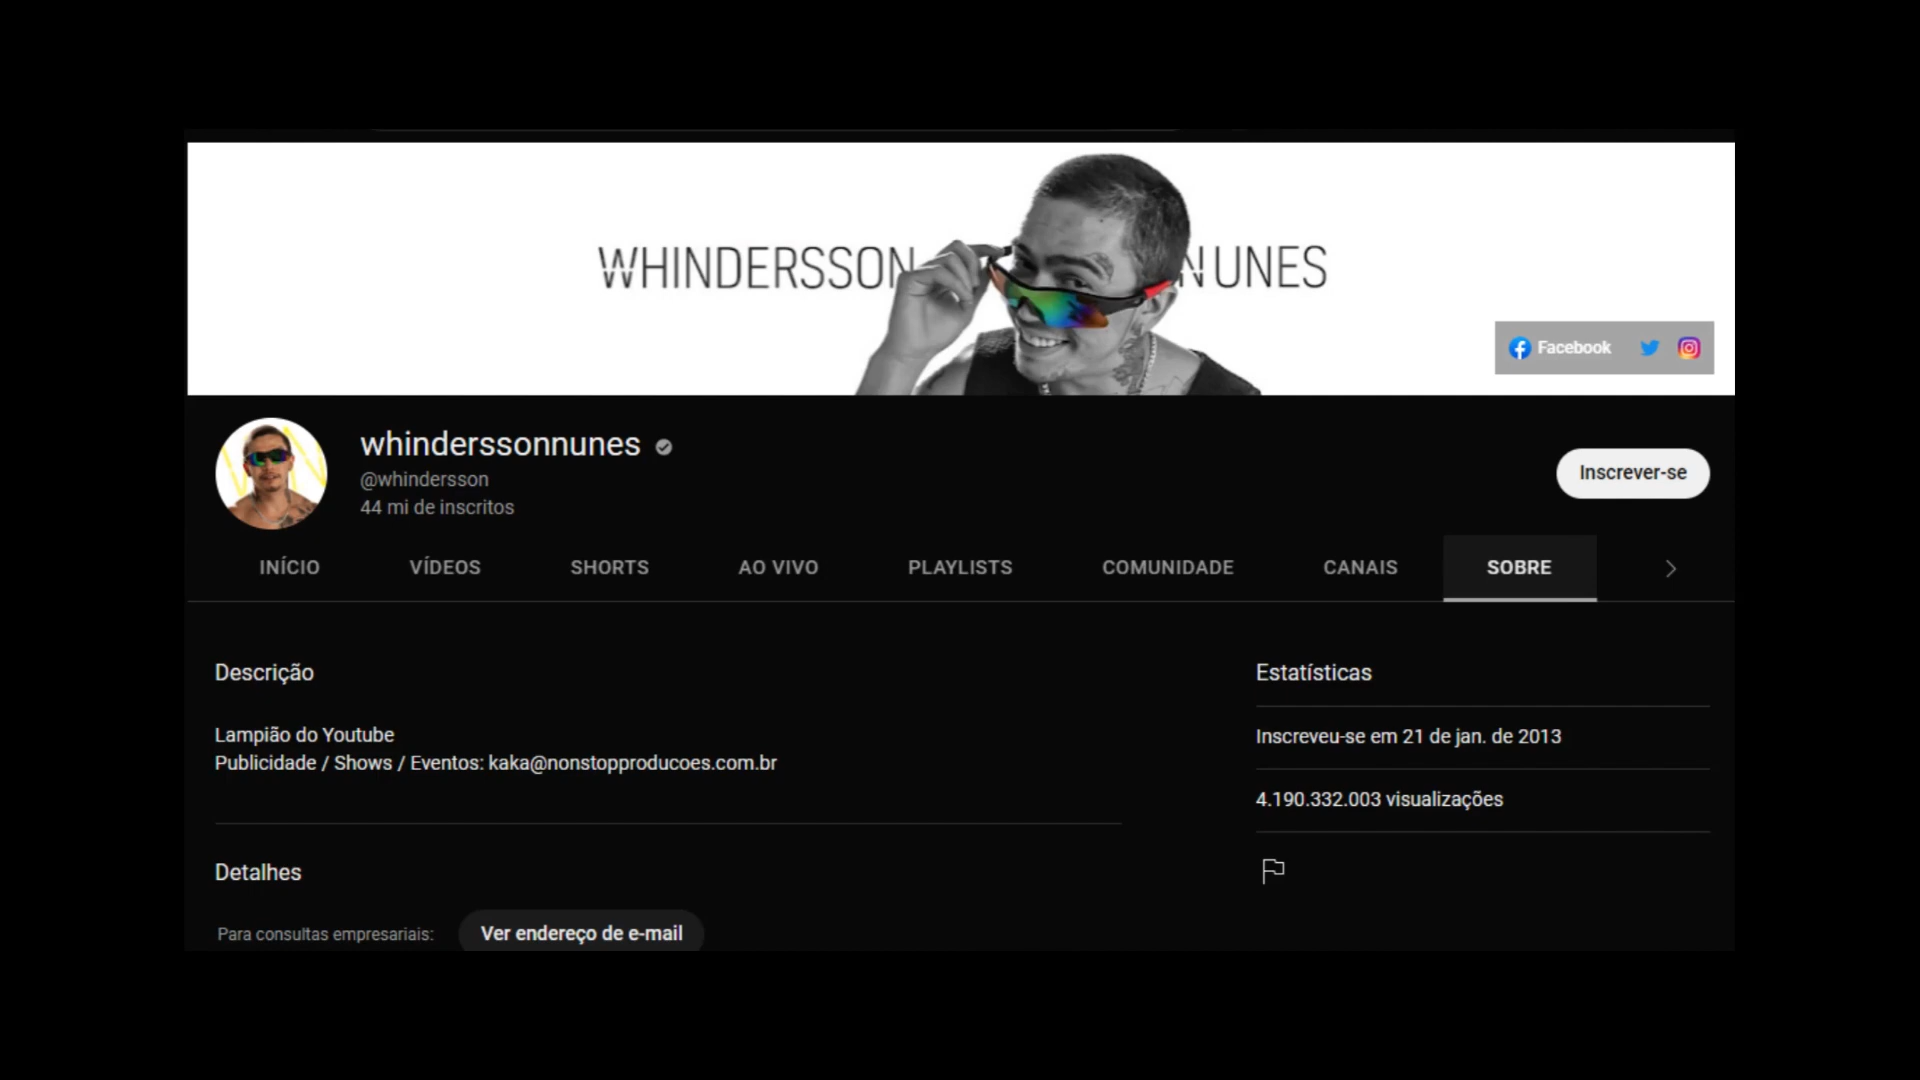 WHINDERSSON NUNES
Facebook
whinderssonnunes
@whindersson
44 mi de inscritos
Inscrever-se
INÍCIO VÍDEOS SHORTS AO VIVO PLAYLISTS COMUNIDADE CANAIS SOBRE
Descrição
Lampião do Youtube
Publicidade / Shows / Eventos: kaka@nonstopproducoes.com.br
Detalhes
Para consultas empresariais: Ver endereço de e-mail
Estatísticas
Inscreveu-se em 21 de jan. de 2013
4.190.332.003 visualizações